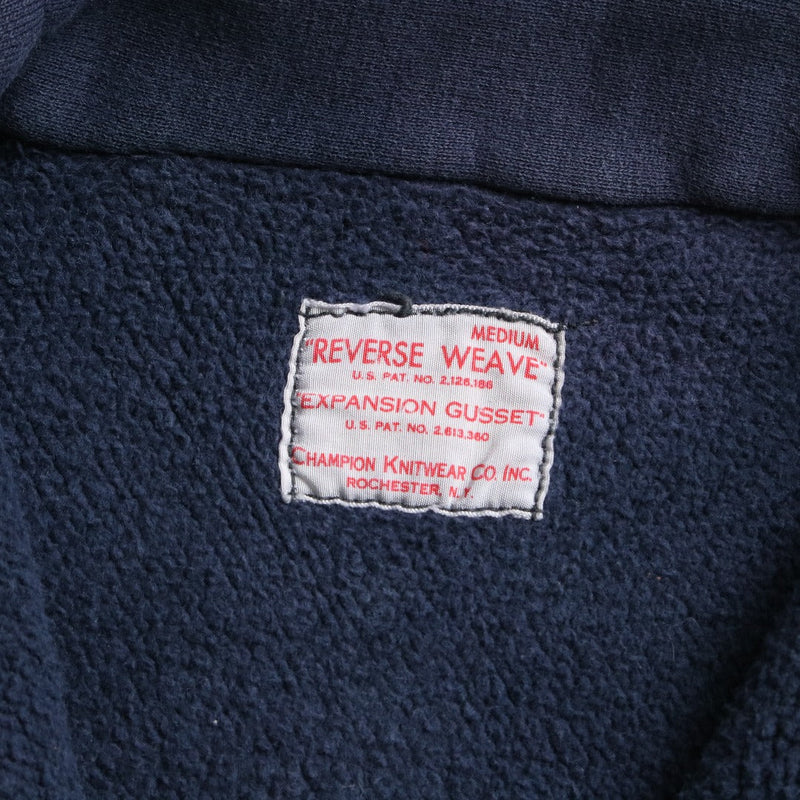 MEDIUM
"REVERSE WEAVE"
U.S. PAT. NO. 2,126,186
"EXPANSION GUSSET"
U.S. PAT. NO. 2,613,360
CHAMPION KNITWEAR CO. INC.
ROCHESTER, N.Y.